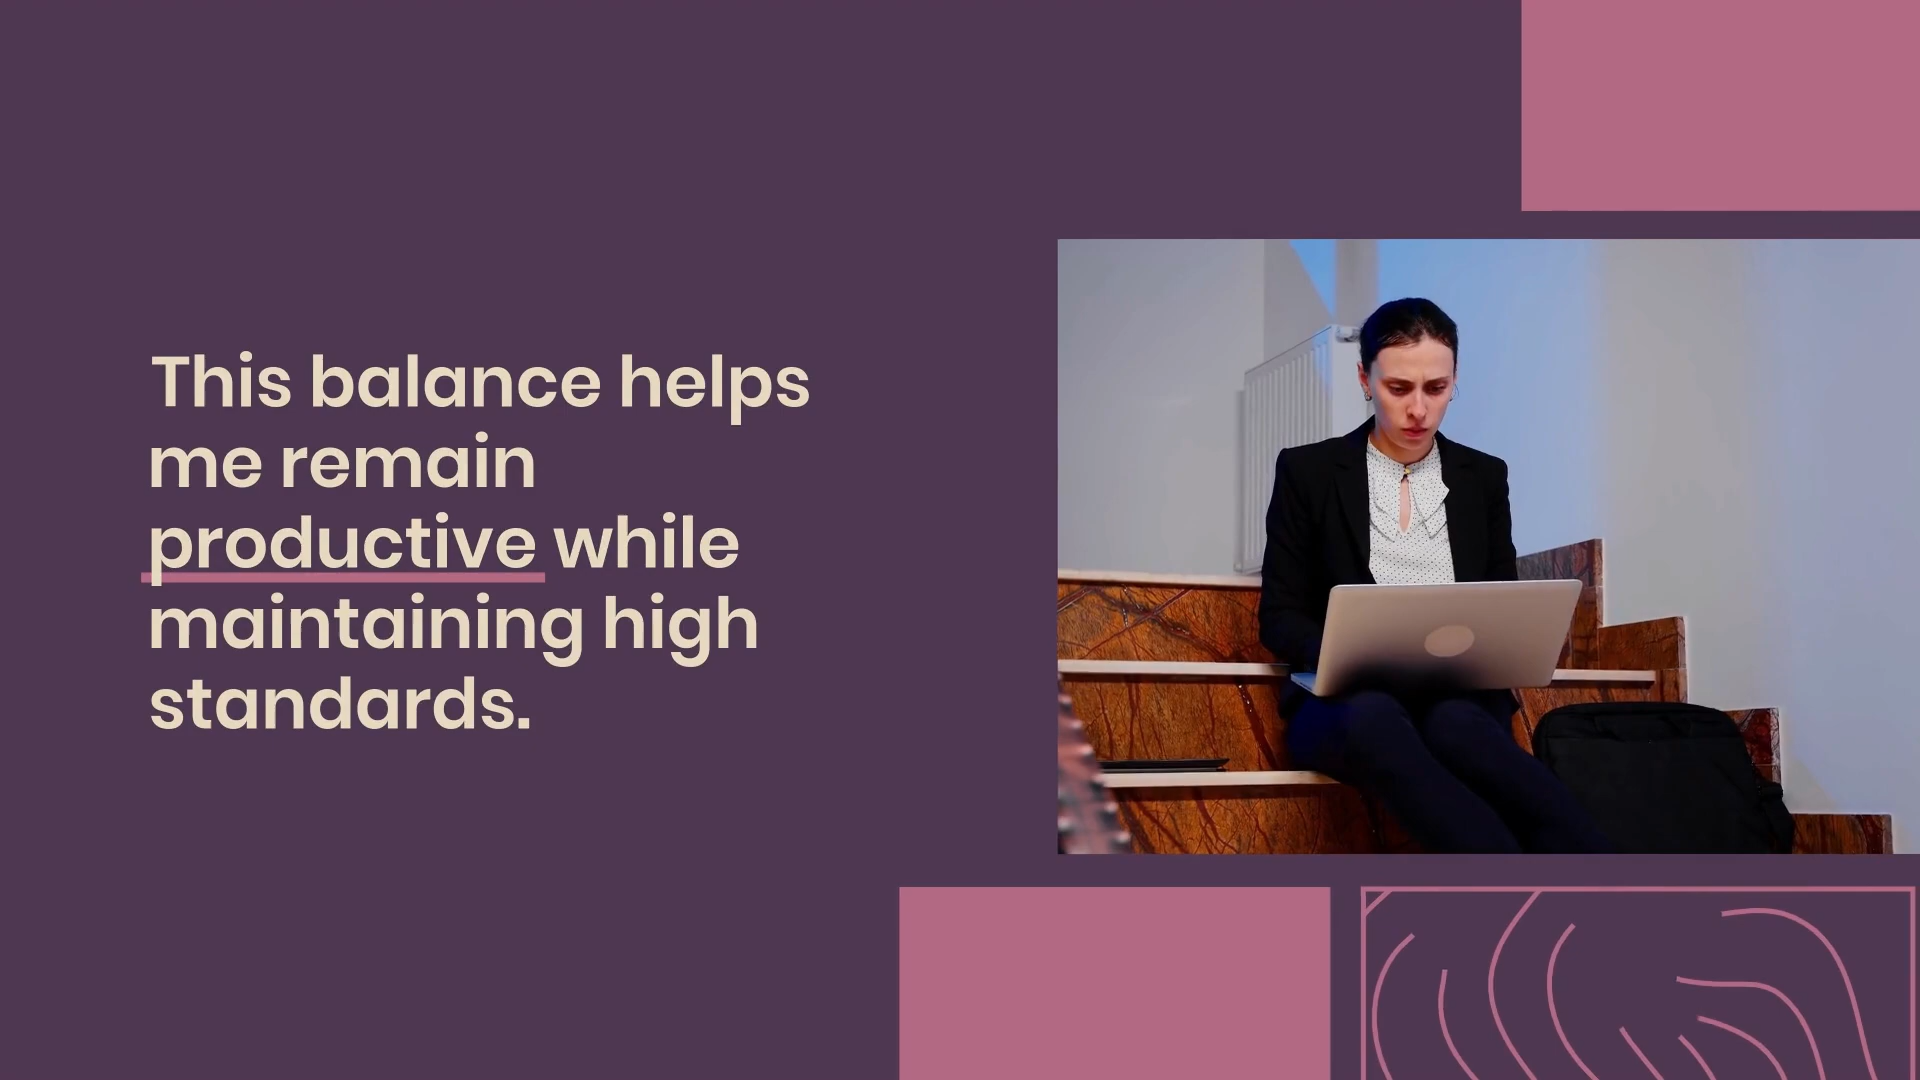 This balance helps
me remain
productive while
maintaining high
standards.